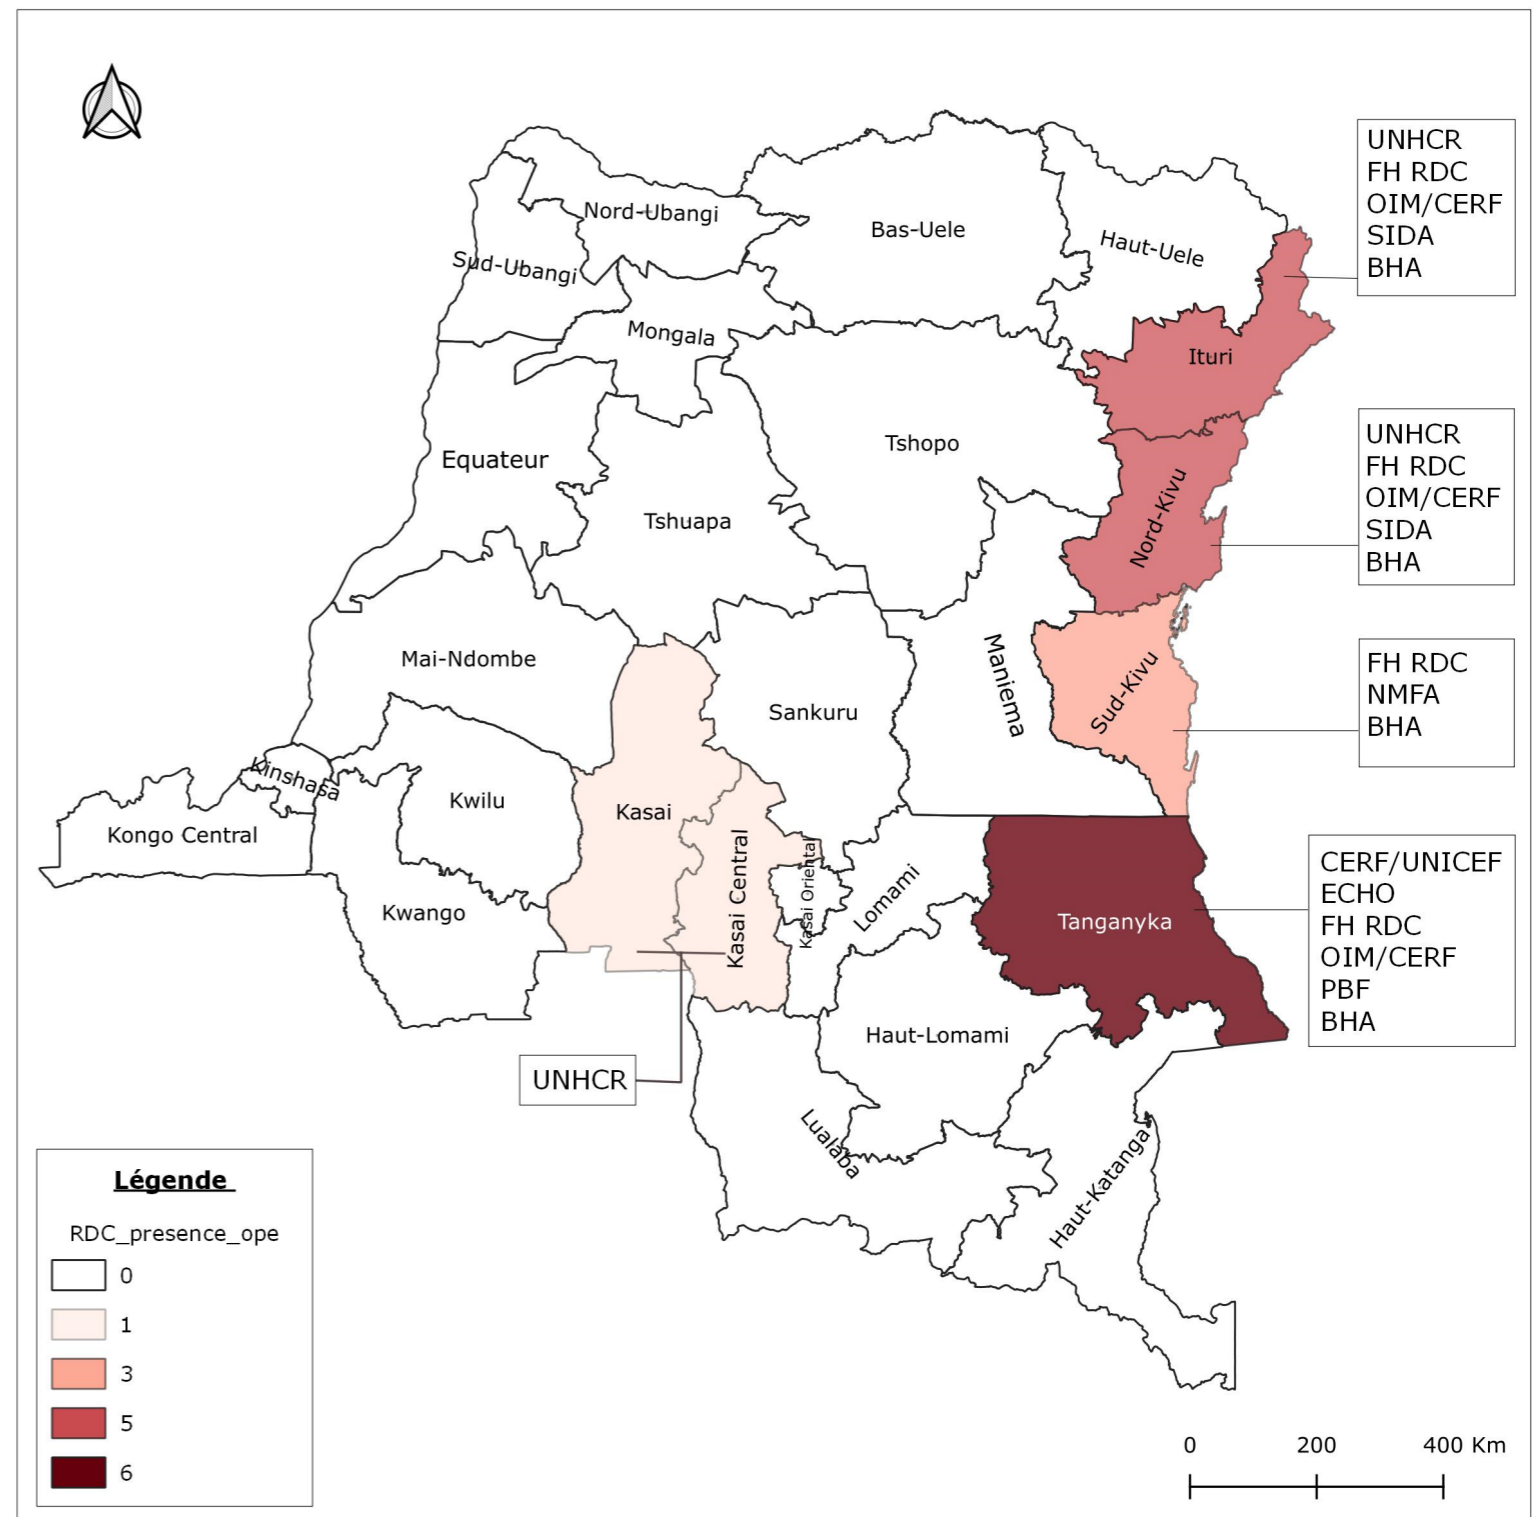 UNHCR
FH RDC
OIM/CERF
SIDA
BHA
Nord-Ubangi
Bas-Uele
Haut-Uele
Sud-Ubangi
Mongala
Ituri
UNHCR
FH RDC
OIM/CERF
SIDA
BHA
Equateur
Tshopo
Tshuapa
Nord-Kivu
Mai-Ndombe
Sankuru
Maniema
Sud-Kivu
FH RDC
NMFA
BHA
Kinshasa
Kongo Central
Kwilu
Kasai
Kwango
Kasai Central
Kasai Oriental
Lomami
Tanganyka
CERF/UNICEF
ECHO
FH RDC
OIM/CERF
PBF
BHA
Haut-Lomami
UNHCR
Lualaba
Haut-Katanga
Légende
RDC_presence_ope
0
1
3
5
6
0 200 400 Km